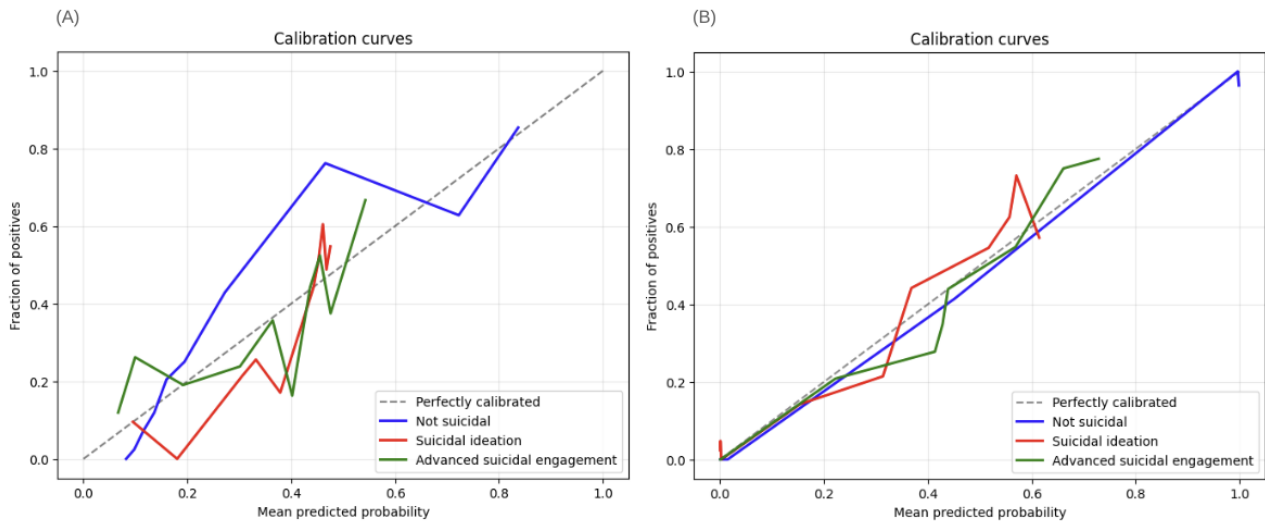 (A)
Calibration curves
Fraction of positives
1.0
0.8
0.6
0.4
0.2
0.0
0.0 0.2 0.4 0.6 0.8 1.0
Mean predicted probability
Perfectly calibrated
Not suicidal
Suicidal ideation
Advanced suicidal engagement
(B)
Calibration curves
Fraction of positives
1.0
0.8
0.6
0.4
0.2
0.0
0.0 0.2 0.4 0.6 0.8 1.0
Mean predicted probability
Perfectly calibrated
Not suicidal
Suicidal ideation
Advanced suicidal engagement